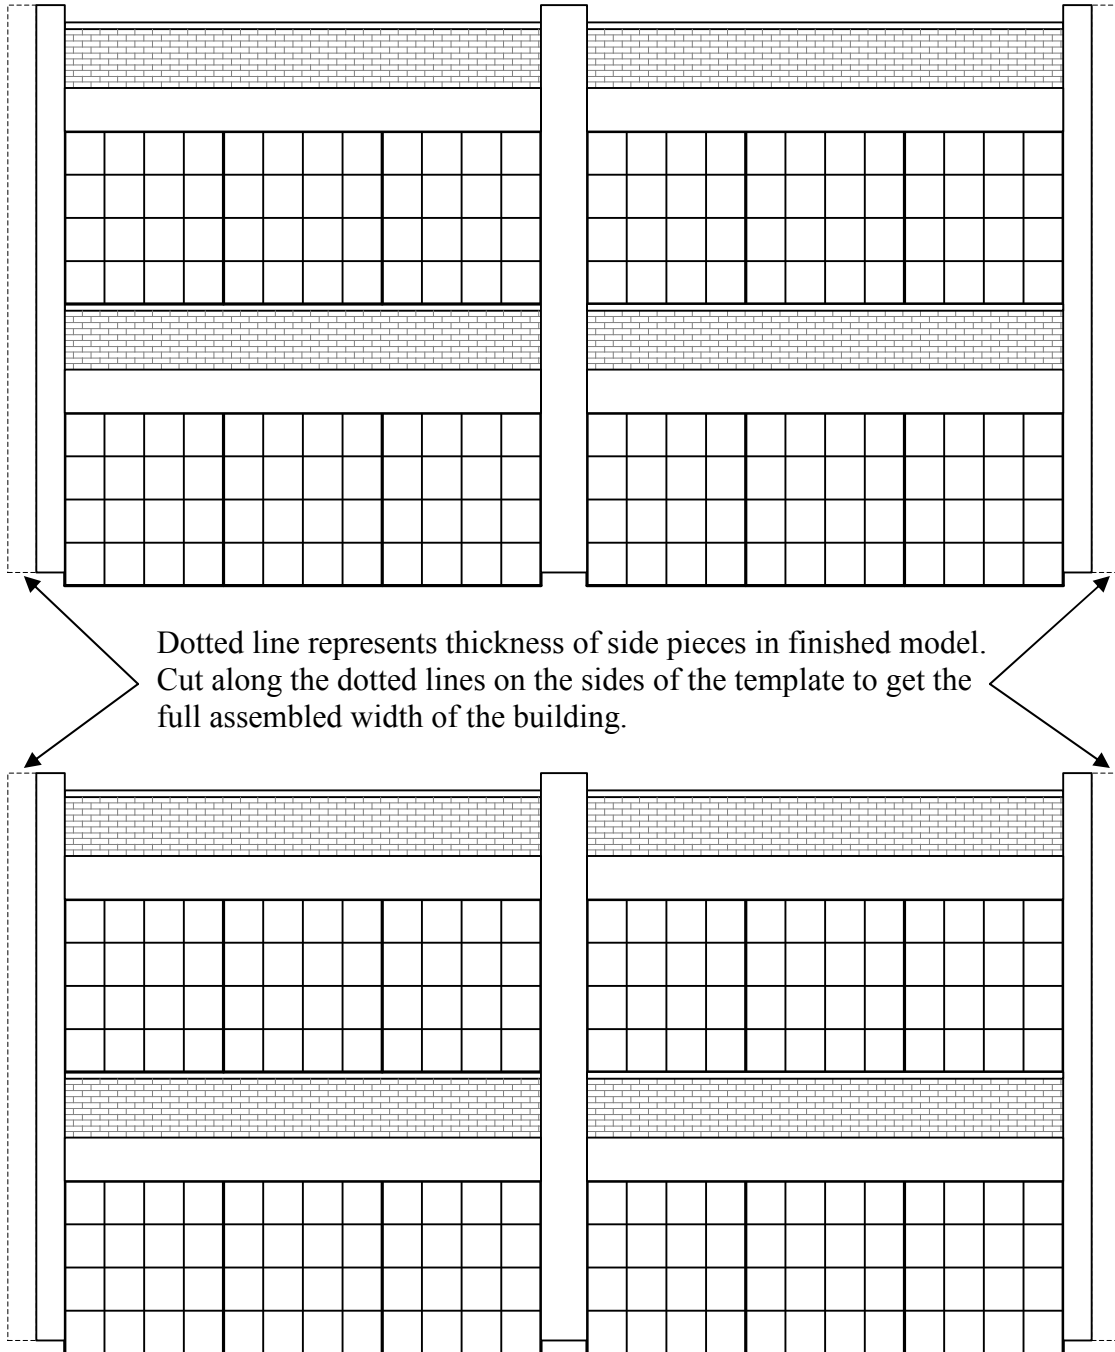 Dotted line represents thickness of side pieces in finished model.
Cut along the dotted lines on the sides of the template to get the
full assembled width of the building.